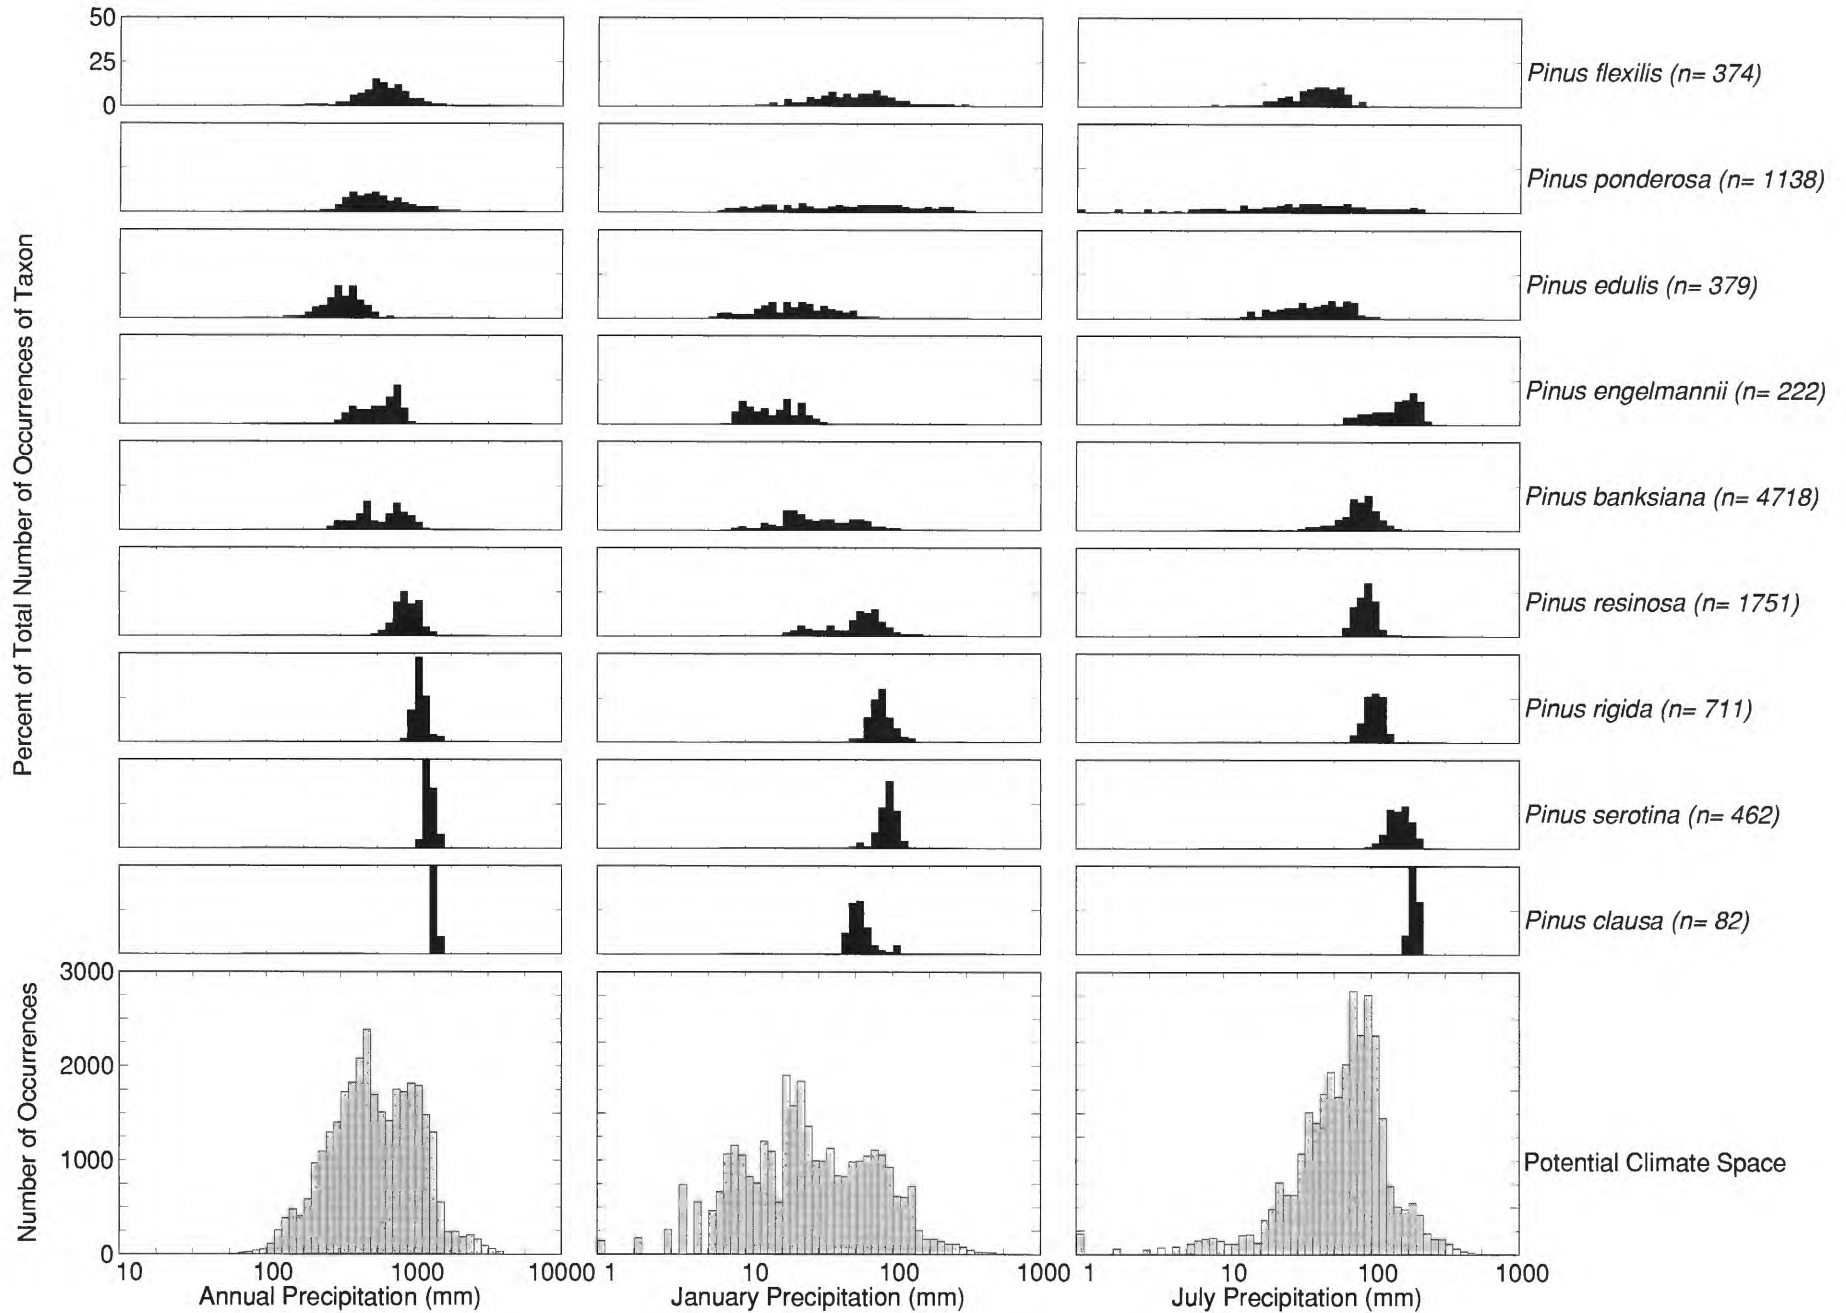 50
25
0
Pinus flexilis (n= 374)
Pinus ponderosa (n= 1138)
Pinus edulis (n= 379)
Pinus engelmannii (n= 222)
Pinus banksiana (n= 4718)
Pinus resinosa (n= 1751)
Pinus rigida (n= 711)
Pinus serotina (n= 462)
Pinus clausa (n= 82)
Percent of Total Number of Occurrences of Taxon
3000
2000
1000
0
Number of Occurrences
Potential Climate Space
10 100 1000 10000
1 10 100 1000
1 10 100 1000
Annual Precipitation (mm)
January Precipitation (mm)
July Precipitation (mm)